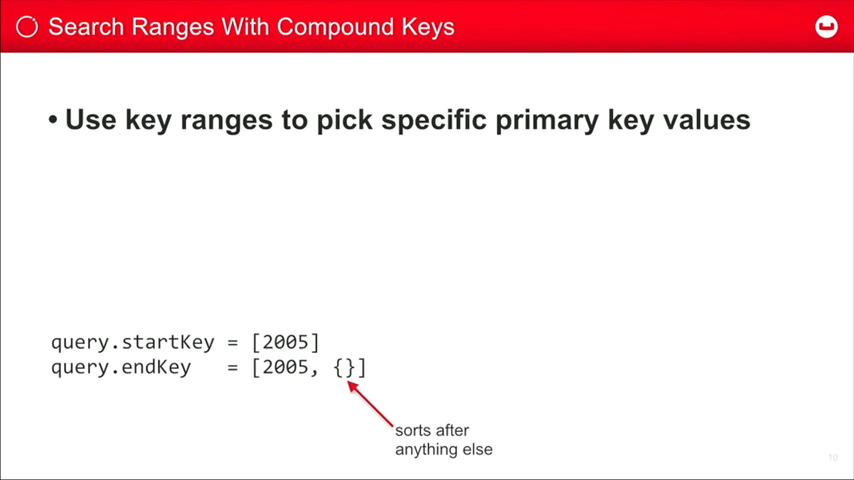 Search Ranges With Compound Keys
• Use key ranges to pick specific primary key values
query.startKey = [2005]
query.endKey   = [2005, {}]
sorts after
anything else
10